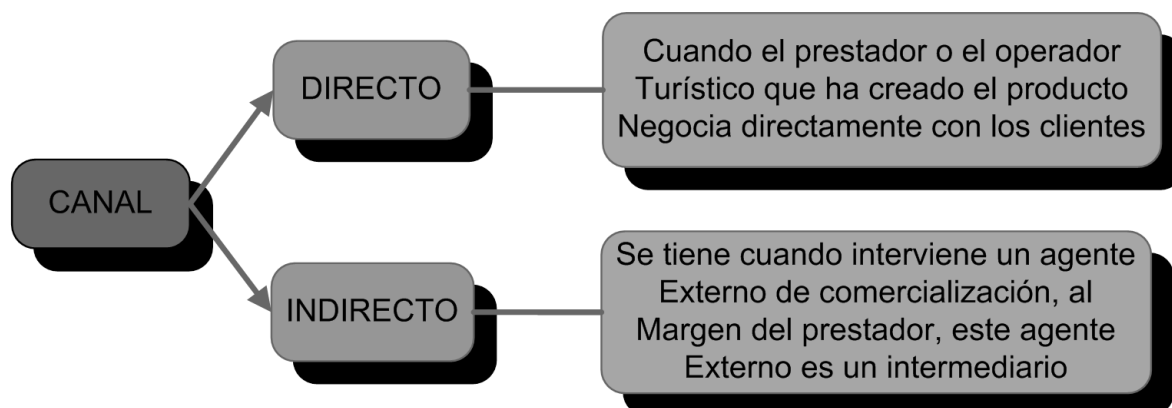 CANAL
DIRECTO
Cuando el prestador o el operador
Turístico que ha creado el producto
Negocia directamente con los clientes
INDIRECTO
Se tiene cuando interviene un agente
Externo de comercialización, al
Margen del prestador, este agente
Externo es un intermediario